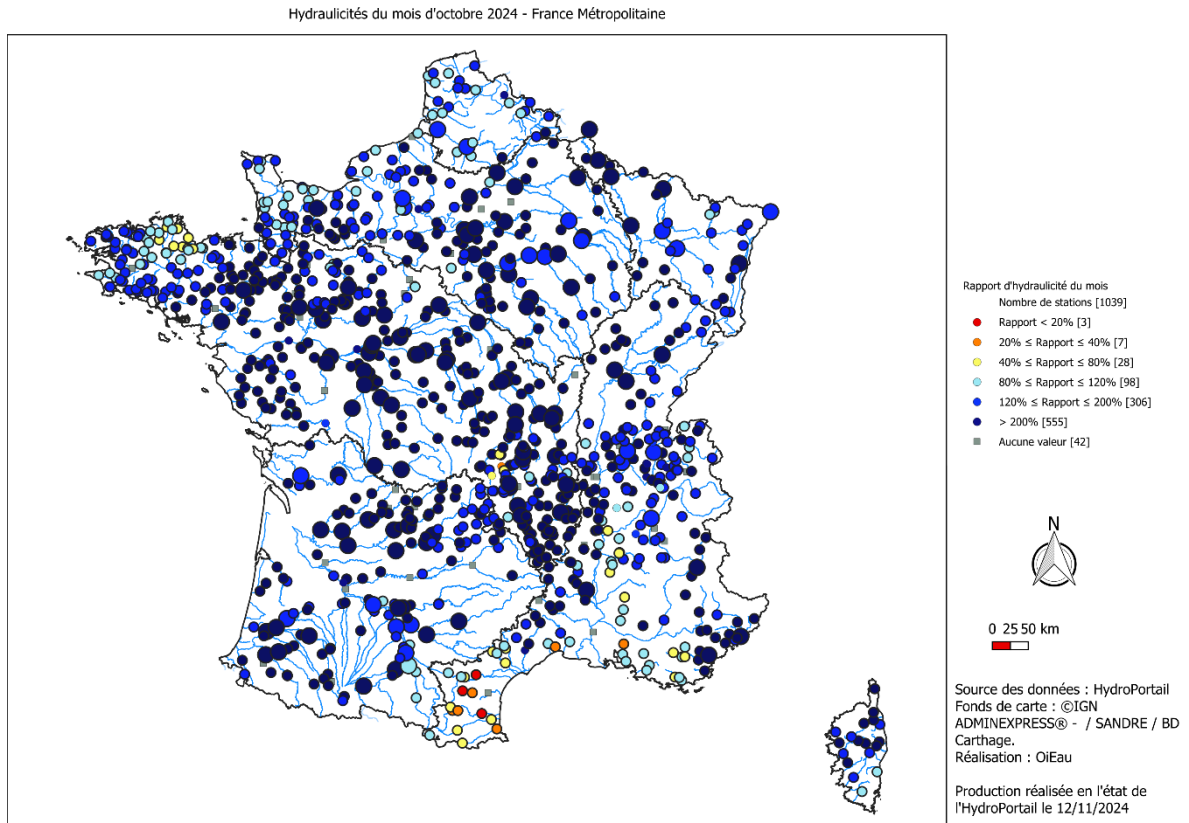 Hydraulicités du mois d'octobre 2024 - France Métropolitaine
Rapport d'hydraulicité du mois
Nombre de stations [1039]
Rapport < 20% [3]
20% ≤ Rapport ≤ 40% [7]
40% ≤ Rapport ≤ 80% [28]
80% ≤ Rapport ≤ 120% [98]
120% ≤ Rapport ≤ 200% [306]
> 200% [555]
Aucune valeur [42]
N
0 25 50 km
Source des données : HydroPortail
Fonds de carte : ©IGN
ADMINEXPRESS® - / SANDRE / BD
Carthage.
Réalisation : OiEau
Production réalisée en l'état de
l'HydroPortail le 12/11/2024